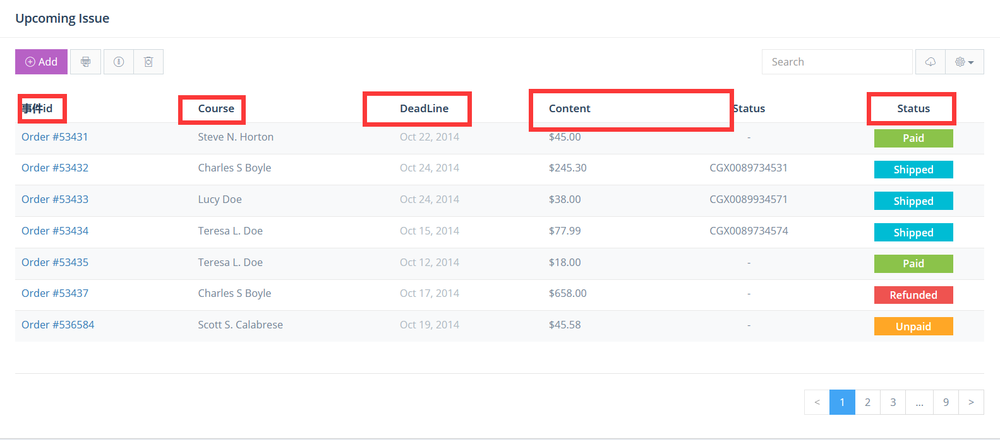 Upcoming Issue
Add Search
事件id Course DeadLine Content Status Status
Order #53431 Steve N. Horton Oct 22, 2014 $45.00 - Paid
Order #53432 Charles S Boyle Oct 24, 2014 $245.30 CGX0089734531 Shipped
Order #53433 Lucy Doe Oct 24, 2014 $38.00 CGX0089934571 Shipped
Order #53434 Teresa L. Doe Oct 15, 2014 $77.99 CGX0089734574 Shipped
Order #53435 Teresa L. Doe Oct 12, 2014 $18.00 - Paid
Order #53437 Charles S Boyle Oct 17, 2014 $658.00 - Refunded
Order #536584 Scott S. Calabrese Oct 19, 2014 $45.58 - Unpaid
< 1 2 3 ... 9 >